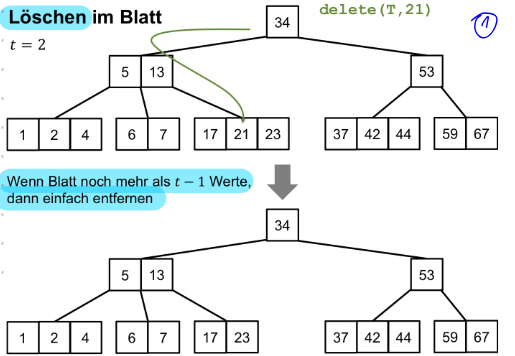 Löschen im Blatt
delete(T,21)
1
t = 2
34
5 13
53
1 2 4
6 7
17 21 23
37 42 44
59 67
Wenn Blatt noch mehr als t − 1 Werte,
dann einfach entfernen
34
5 13
53
1 2 4
6 7
17 23
37 42 44
59 67